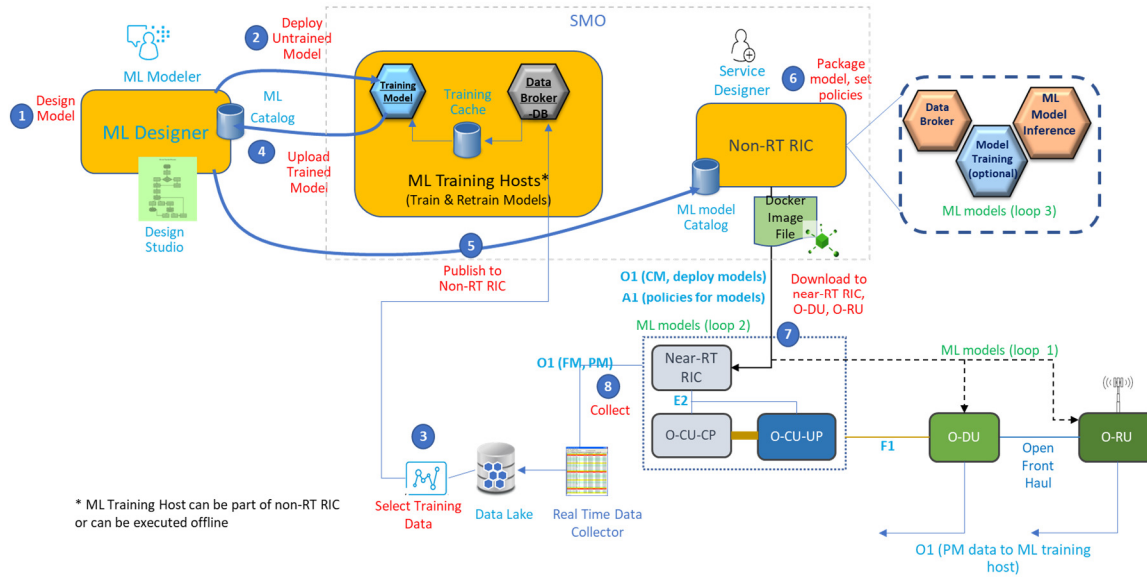 SMO
2
Deploy
Untrained
Model
ML Modeler
1
Design
Model
ML Designer
ML
Catalog
4
Upload
Trained
Model
Design
Studio
Training
Model
Training
Cache
Data
Broker
-DB
ML Training Hosts*
(Train & Retrain Models)
5
Publish to
Non-RT RIC
Service
Designer
6
Package
model, set
policies
Non-RT RIC
ML model
Catalog
Docker
Image
File
Data
Broker
ML
Model
Inference
Model
Training
(optional)
ML models (loop 3)
O1 (CM, deploy models)
A1 (policies for models)
Download to
near-RT RIC,
O-DU, O-RU
ML models (loop 2)
7
O1 (FM, PM)
8
Collect
Near-RT
RIC
E2
O-CU-CP
O-CU-UP
ML models (loop 1)
F1
O-DU
Open
Front
Haul
O-RU
3
Select Training
Data
Data Lake
Real Time Data
Collector
O1 (PM data to ML training
host)
* ML Training Host can be part of non-RT RIC
or can be executed offline